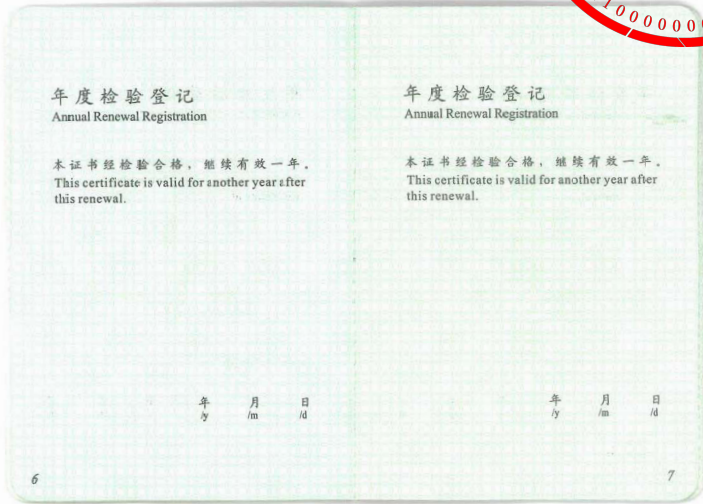 年度检验登记
Annual Renewal Registration
本证书经检验合格，继续有效一年。
This certificate is valid for another year after
this renewal.
年 月 日
/y /m /d
6
年度检验登记
Annual Renewal Registration
本证书经检验合格，继续有效一年。
This certificate is valid for another year after
this renewal.
年 月 日
/y /m /d
7